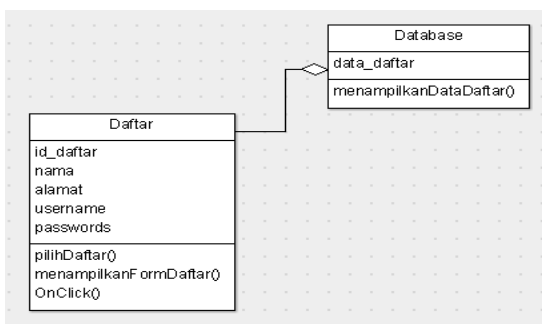 Database
data_daftar
menampilkanDataDaftar()
Daftar
id_daftar
nama
alamat
username
passwords
pilihDaftar()
menampilkanFormDaftar()
OnClick()